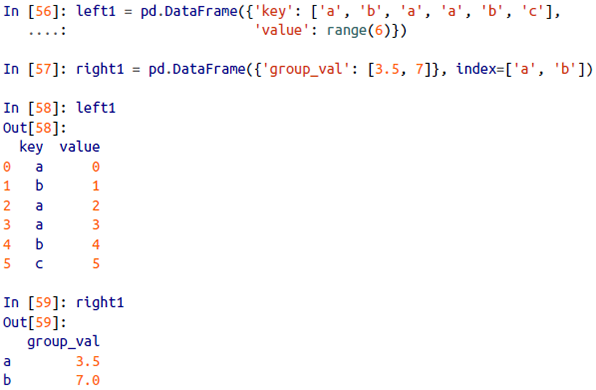 In [56]: left1 = pd.DataFrame({'key': ['a', 'b', 'a', 'a', 'b', 'c'],
   ....:                       'value': range(6)})
In [57]: right1 = pd.DataFrame({'group_val': [3.5, 7]}, index=['a', 'b'])
In [58]: left1
Out[58]:
  key  value
0   a      0
1   b      1
2   a      2
3   a      3
4   b      4
5   c      5
In [59]: right1
Out[59]:
   group_val
a        3.5
b        7.0